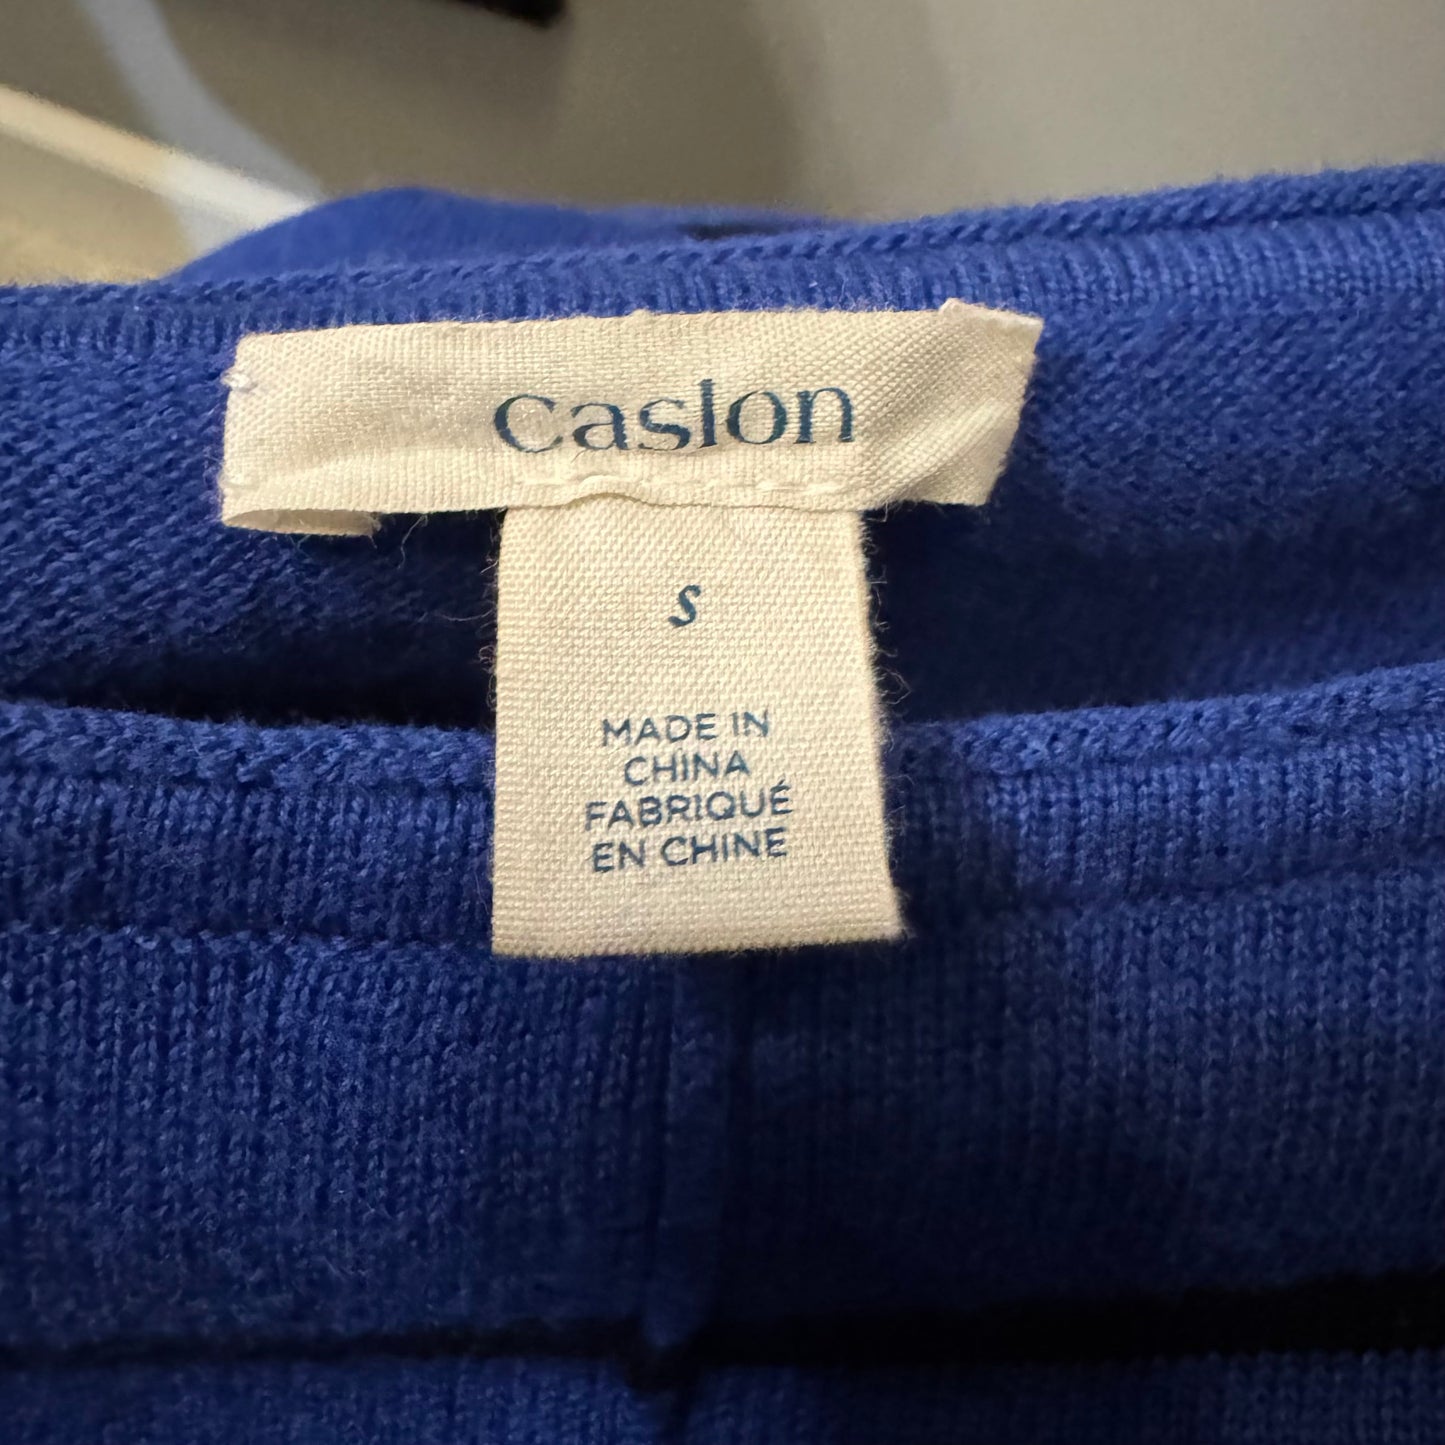 caslon
S
MADE IN
CHINA
FABRIQUÉ
EN CHINE